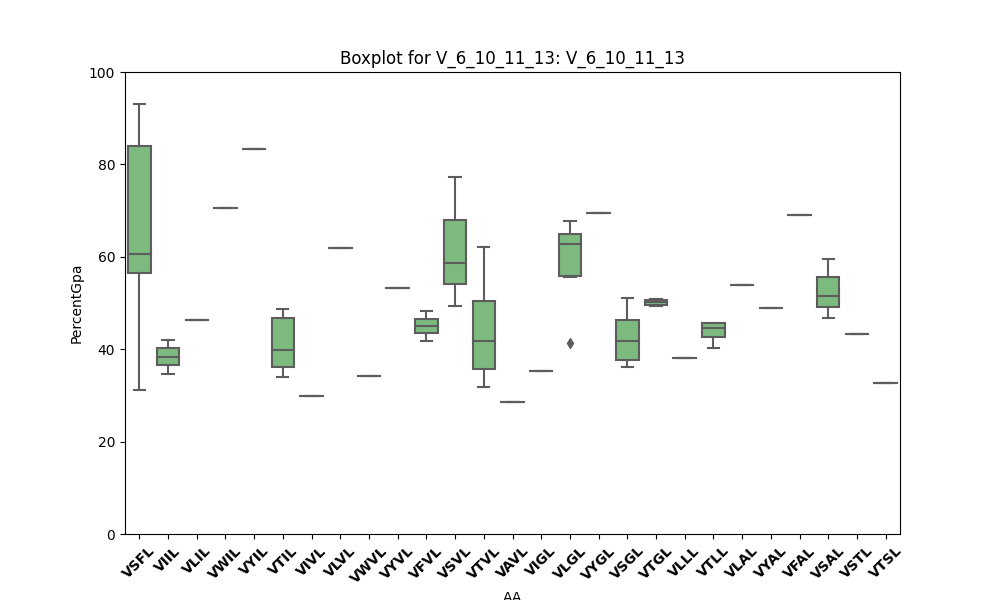 Boxplot for V_6_10_11_13: V_6_10_11_13
PercentGpa
100
80
60
40
20
0
VSFL VIIL VLIL VWIL VYIL VTIL VIVL VLVL VWVL VYVL VFVL VSVL VTVL VAVL VIGL VLGL VYGL VSGL VTGL VLLL VTLL VLAL VYAL VFAL VSAL VSTL VTSL
AA